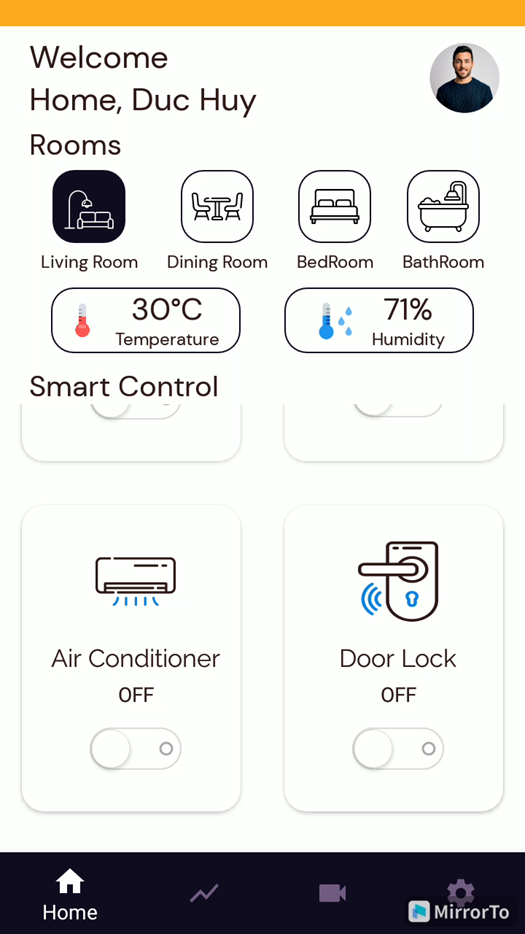 Welcome
Home, Duc Huy
Rooms
Living Room
Dining Room
BedRoom
BathRoom
30°C
Temperature
71%
Humidity
Smart Control
Air Conditioner
OFF
Door Lock
OFF
Home
MirrorTo